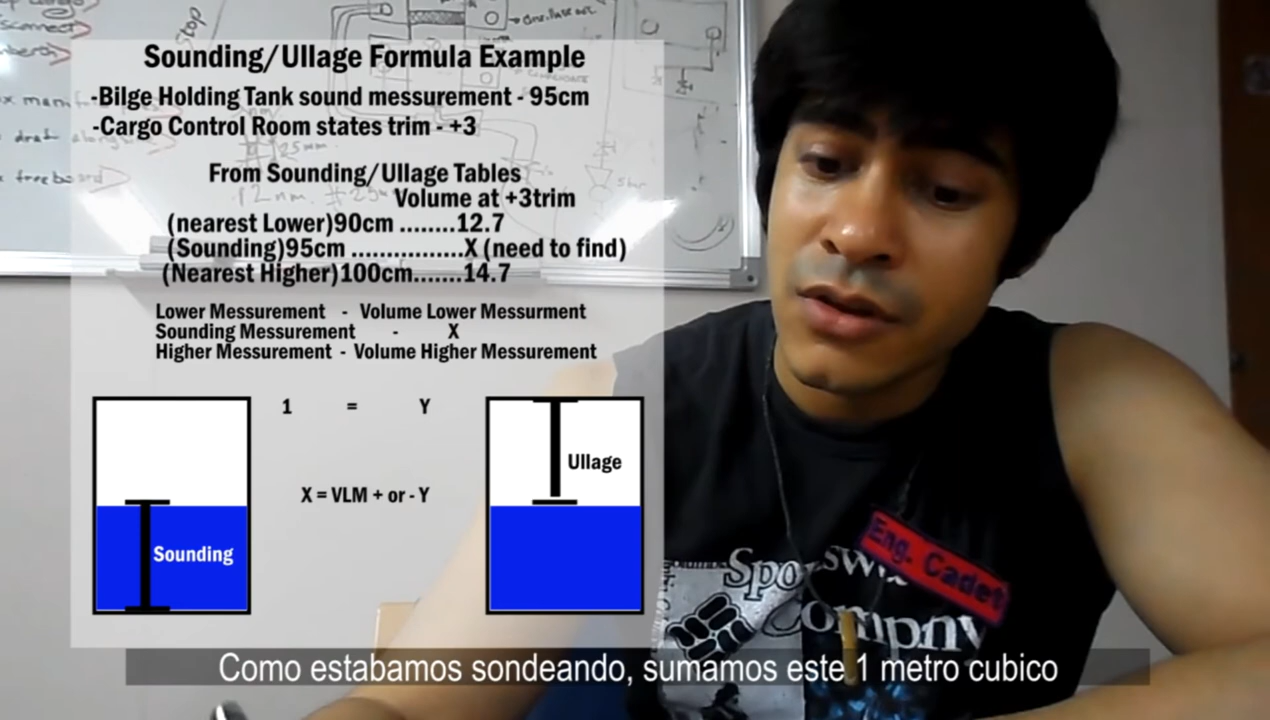 Sounding/Ullage Formula Example
-Bilge Holding Tank sound messurement - 95cm
-Cargo Control Room states trim - +3
From Sounding/Ullage Tables
Volume at +3trim
(nearest Lower)90cm ........12.7
(Sounding)95cm .................X (need to find)
(Nearest Higher)100cm.......14.7
Lower Messurement - Volume Lower Messurment
Sounding Messurement - X
Higher Messurement - Volume Higher Messurement
1 = Y
Ullage
X = VLM + or - Y
Sounding
Eng. Cadet
Company
Como estabamos sondeando, sumamos este 1 metro cubico